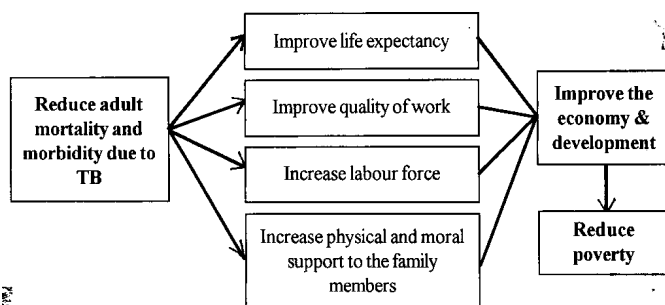 Reduce adult
mortality and
morbidity due to
TB
Improve life expectancy
Improve quality of work
Increase labour force
Increase physical and moral
support to the family
members
Improve the
economy &
development
Reduce
poverty